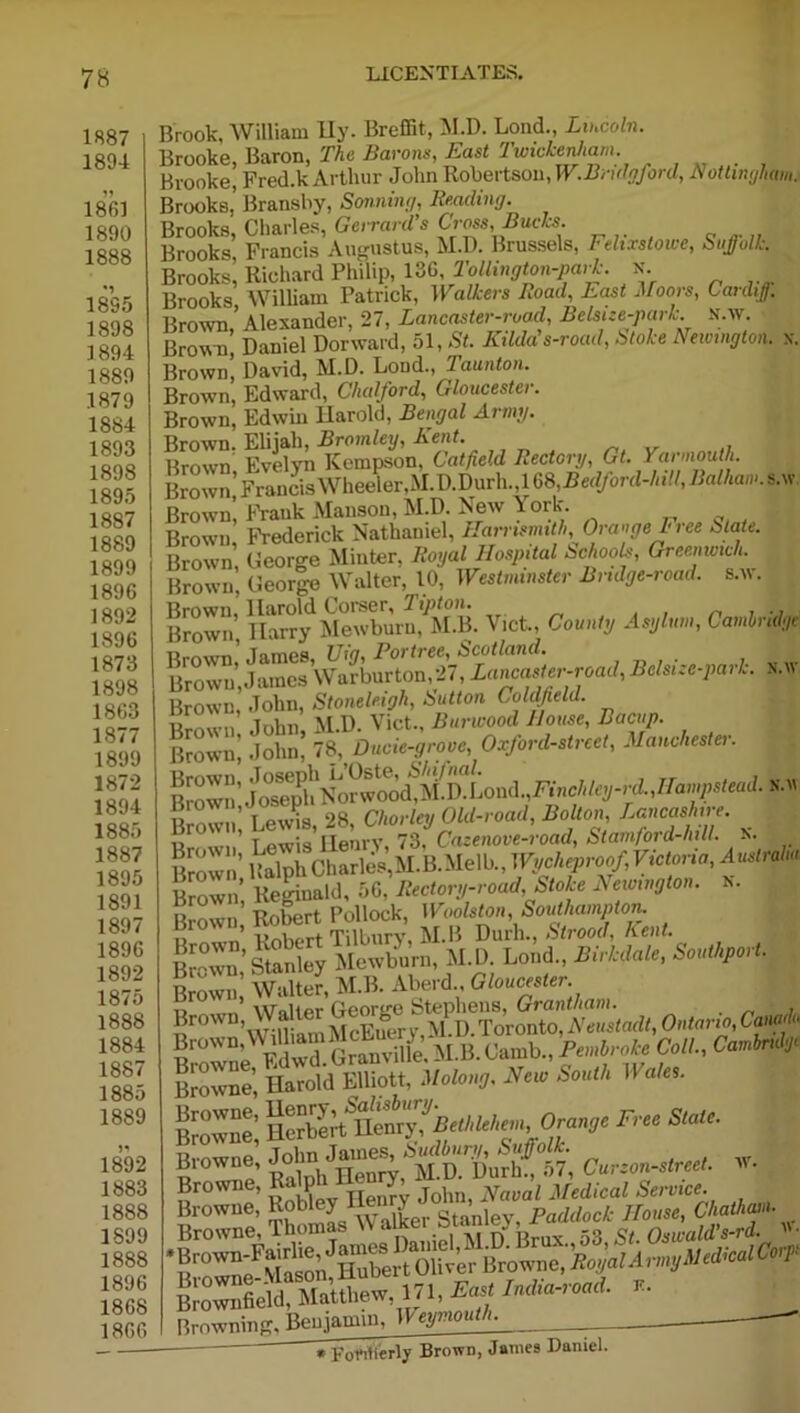 78 LICENTIATES.
1887 Brook, William Hy. Breffit, M.D. Lond., Lincoln.
1894 Brooke, Baron, The Barons, East Twickenham.
,, Brooke, Fred.k Arthur John Robertson, W. Bridgford, Nottingham.
1861 Brooks, Bransby, Sonning, Reading.
1890 Brooks, Charles, Gerrard's Cross, Bucks.
1888 Brooks, Francis Augustus, M.D. Brussels, Felixstowe, Suffolk.
,, Brooks, Richard Philip, 136, Tollington-park. N.
1895 Brooks, William Patrick, Walkers Road, East Moors, Cardiff.
1898 Brown, Alexander, 27, Lancaster-road, Belsize-park. N.W.
1894 Brown, Daniel Dorward, 51, St. Kilda's-road, Stoke Newington. N.
1889 Brown, David, M.D. Lond., Taunton.
1879 Brown, Edward, Chalford, Gloucester.
1884 Brown, Edwin Harold, Bengal Army.
1893 Brown, Elijah, Bromley, Kent.
1898 Brown, Evelyn Kempson, Catfield Rectory, Gt. Yarmouth.
1895 Brown, Francis Wheeler, M.D. Durh., 168, Bedford-hill, Balham. S.W.
1887 Brown, Frank Manson, M.D. New York.
1889 Brown, Frederick Nathaniel, Harrismith, Orange Free State.
1899 Brown, George Minter, Royal Hospital Schools, Greenwich.
1896 Brown, George Walter, 10, Westminster Bridge-road. S.W.
1892 Brown, Harold Corser, Tipton.
1896 Brown, Harry Mewburn, M.B. Vict., County Asylum, Cambridge
1873 Brown, James, Uig, Portree, Scotland.
1898 Brown, James Warburton, 27, Lancaster-road, Belsize-park. N.W
1863 Brown, John, Stoneleigh, Sutton Coldfield.
1877 Brown, John, M.D. Vict., Burwood House, Bacup.
1899 Brown, John, 78, Ducie-grove, Oxford-street, Manchester.
1872 Brown, Joseph L'Oste, Shifnal.
1894 Brown, Joseph Norwood, M.D. Lond., Finchley-rd., Hampstead. N.W
1885 Brown, Lewis, 28, Chorley Old-road, Bolton, Lancashire.
1887 Brown, Lewis Henry, 73, Cazenove-road, Stamford-hill. N.
1895 Brown, Ralph Charles, M.B. Melb., Wycheproof, Victoria, Australia
1891 Brown, Reginald, 56, Rectory-road, Stoke Newington. N.
1897 Brown, Robert Pollock, Woolston, Southampton.
1896 Brown, Robert Tilbury, M.B Durh., Strood, Kent.
1892 Brown, Stanley Mewburn, M.D. Lond., Birkdale, Southport.
1875 Brown, Walter, M.B. Aberd., Gloucester.
1888 Brown, Walter George Stephens, Grantham.
1884 Brown, William McEnery, M.D. Toronto, Neustadt, Ontario, Canada
1887 Browne, Edwd. Granville, M.B. Camb., Pembroke Coll., Cambridge
1885 Browne, Harold Elliott, Molong, New South Wales.
1889 Browne, Henry, Salisbury.
,, Browne, Herbert Henry, Bethlehem, Orange Free State.
1892 Browne, John James, Sudbury, Suffolk.
1883 Browne, Ralph Henry, M.D. Durh., 57, Curzon-street. W.
1888 Browne, Robley Henry John, Naval Medical Service.
1899 Browne, Thomas Walker Stanley, Paddock House, Chatham.
1888 *Brown-Fairlie, James Daniel, M.D. Brux., 53, St. Oswald's-rd. W.
1896 Browne-Mason, Hubert Oliver Browne, Royal Army Medical Corps
1868 Brownfield, Matthew, 171, East India-road. E.
1866 Browning, Benjamin, Weymouth.
* Formerly Brown, James Daniel.